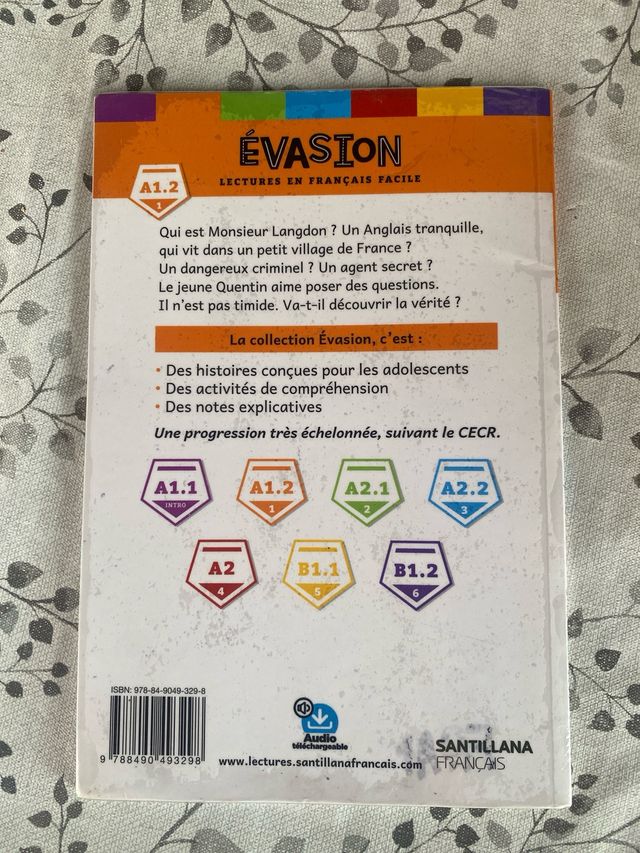 ÉVASION
LECTURES EN FRANÇAIS FACILE
A1.2
1
Qui est Monsieur Langdon ? Un Anglais tranquille,
qui vit dans un petit village de France ?
Un dangereux criminel ? Un agent secret ?
Le jeune Quentin aime poser des questions.
Il n'est pas timide. Va-t-il découvrir la vérité ?
La collection Évasion, c'est :
• Des histoires conçues pour les adolescents
• Des activités de compréhension
• Des notes explicatives
Une progression très échelonnée, suivant le CECR.
A1.1 A1.2 A2.1 A2.2
INTRO 1 2 3
A2 B1.1 B1.2
4 5 6
ISBN: 978-84-9049-329-8
9 788490 493298
Audio
téléchargeable
www.lectures.santillanafrancais.com
SANTILLANA
FRANÇAIS